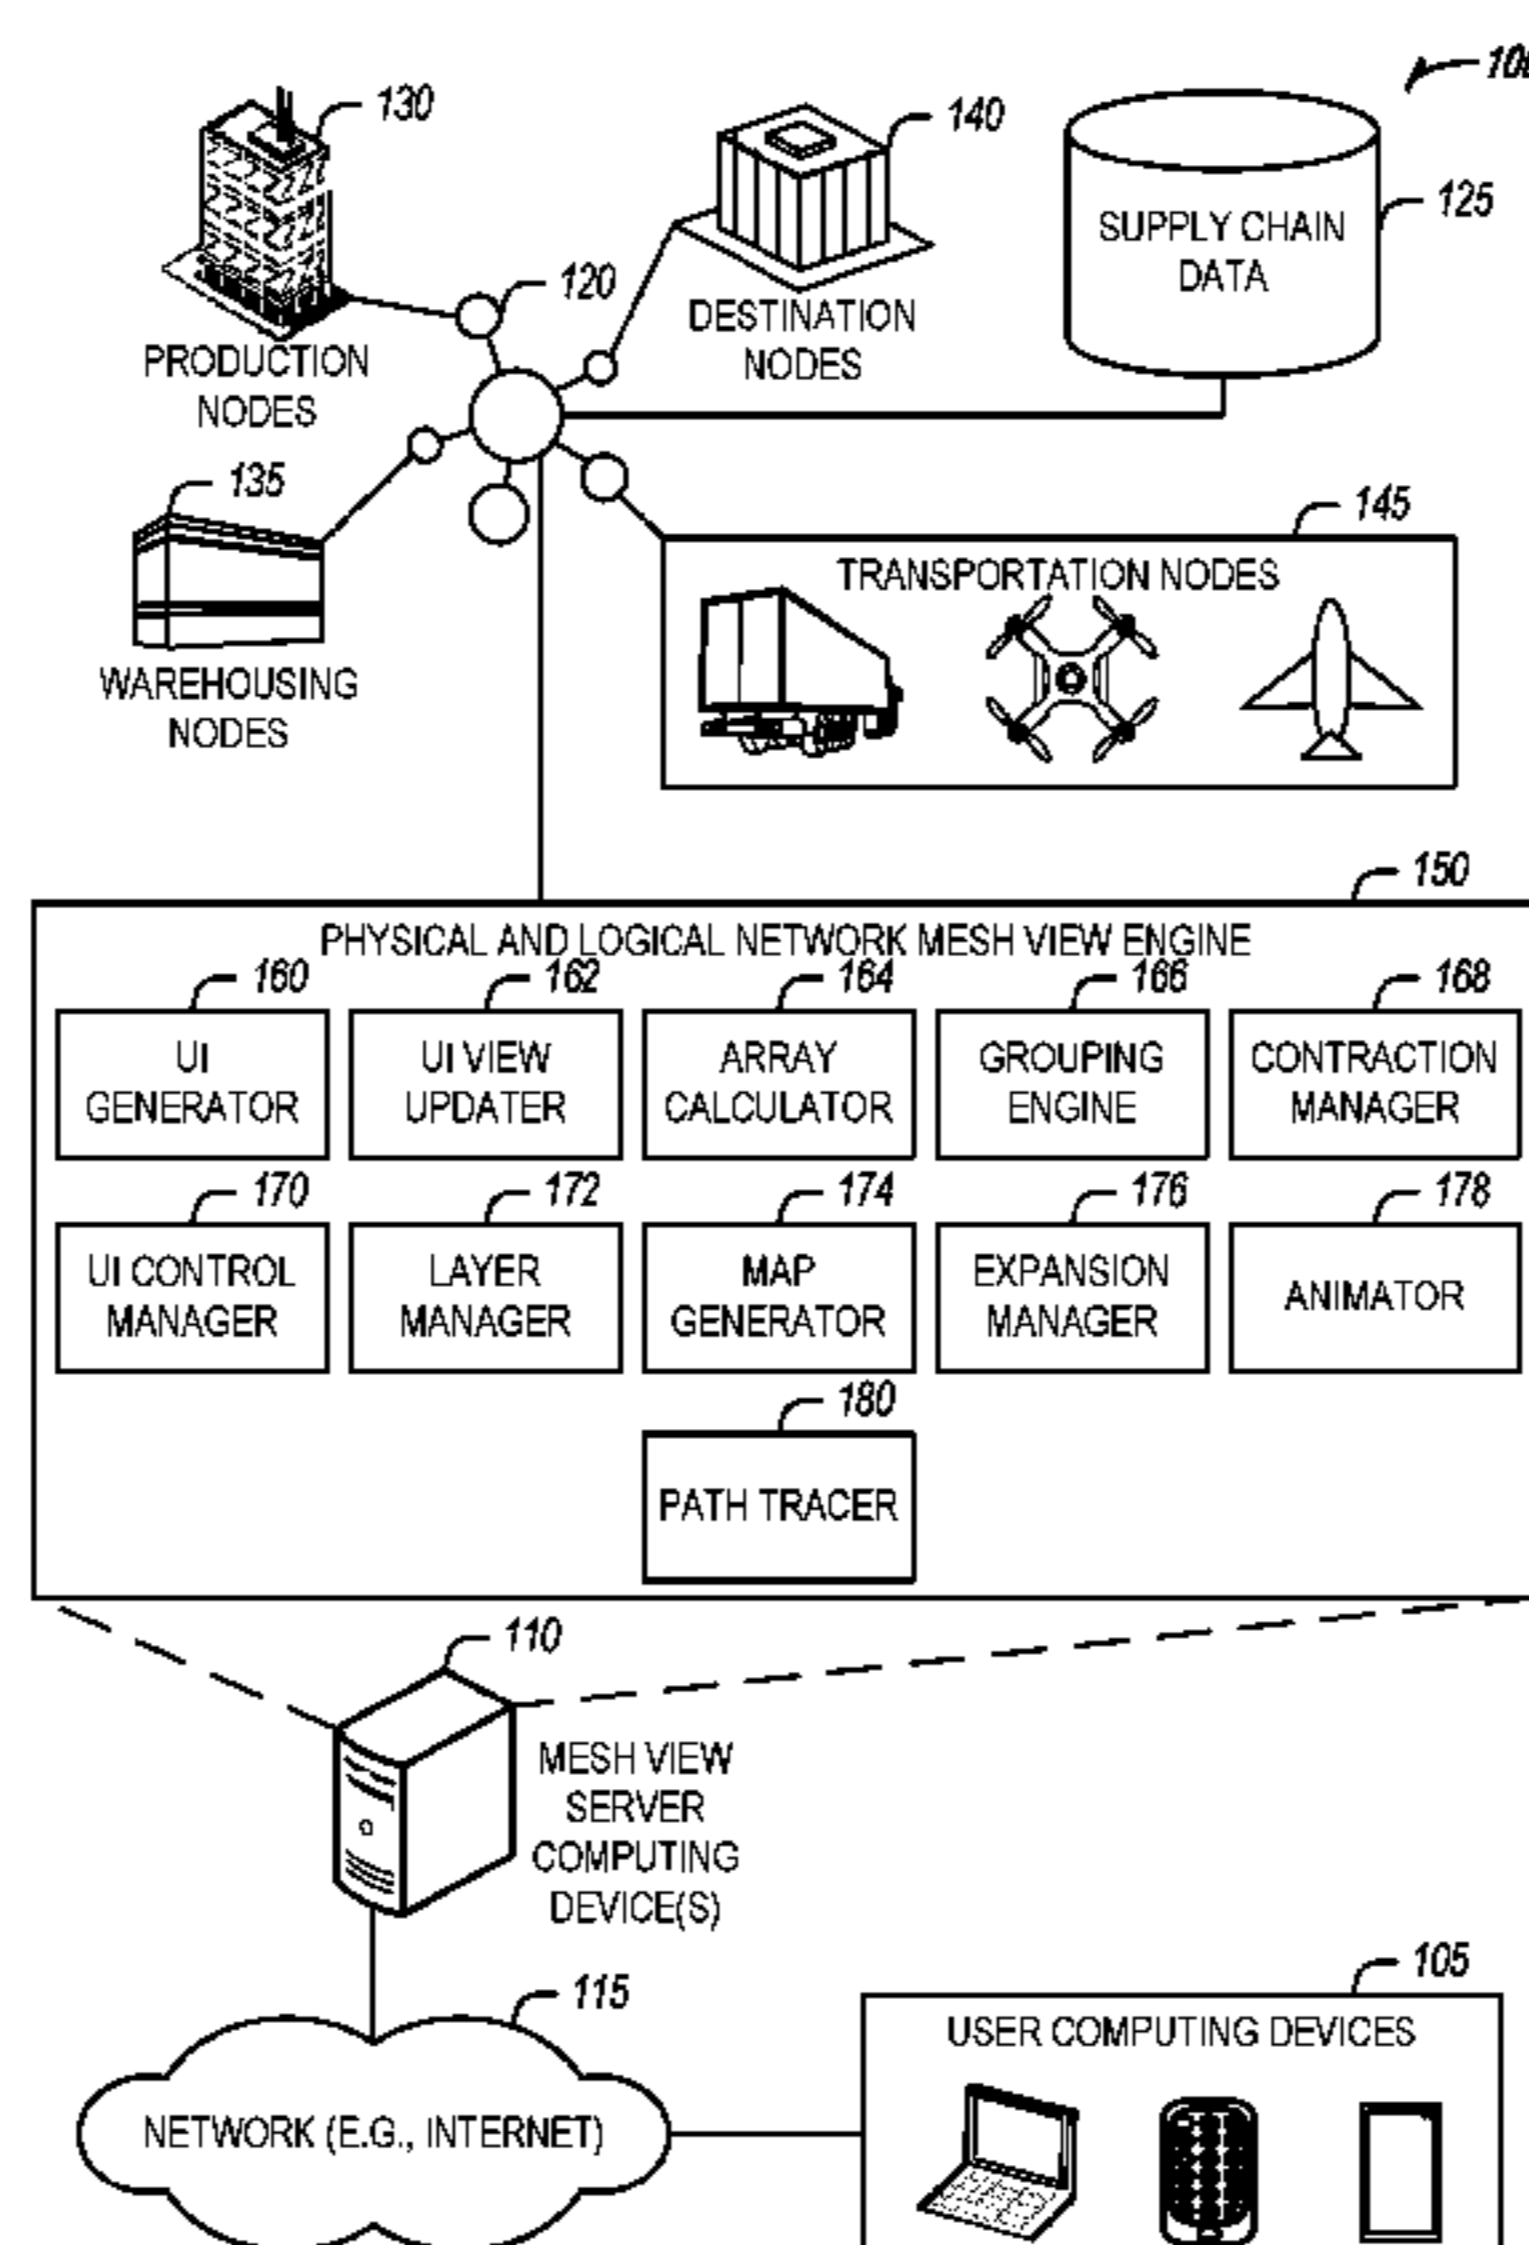 100
130
140
125
SUPPLY CHAIN
DATA
120
DESTINATION
NODES
PRODUCTION
NODES
135
145
TRANSPORTATION NODES
WAREHOUSING
NODES
150
PHYSICAL AND LOGICAL NETWORK MESH VIEW ENGINE
160 162 164 166 168
UI
GENERATOR
UI VIEW
UPDATER
ARRAY
CALCULATOR
GROUPING
ENGINE
CONTRACTION
MANAGER
170 172 174 176 178
UI CONTROL
MANAGER
LAYER
MANAGER
MAP
GENERATOR
EXPANSION
MANAGER
ANIMATOR
180
PATH TRACER
110
MESH VIEW
SERVER
COMPUTING
DEVICE(S)
115
NETWORK (E.G., INTERNET)
105
USER COMPUTING DEVICES